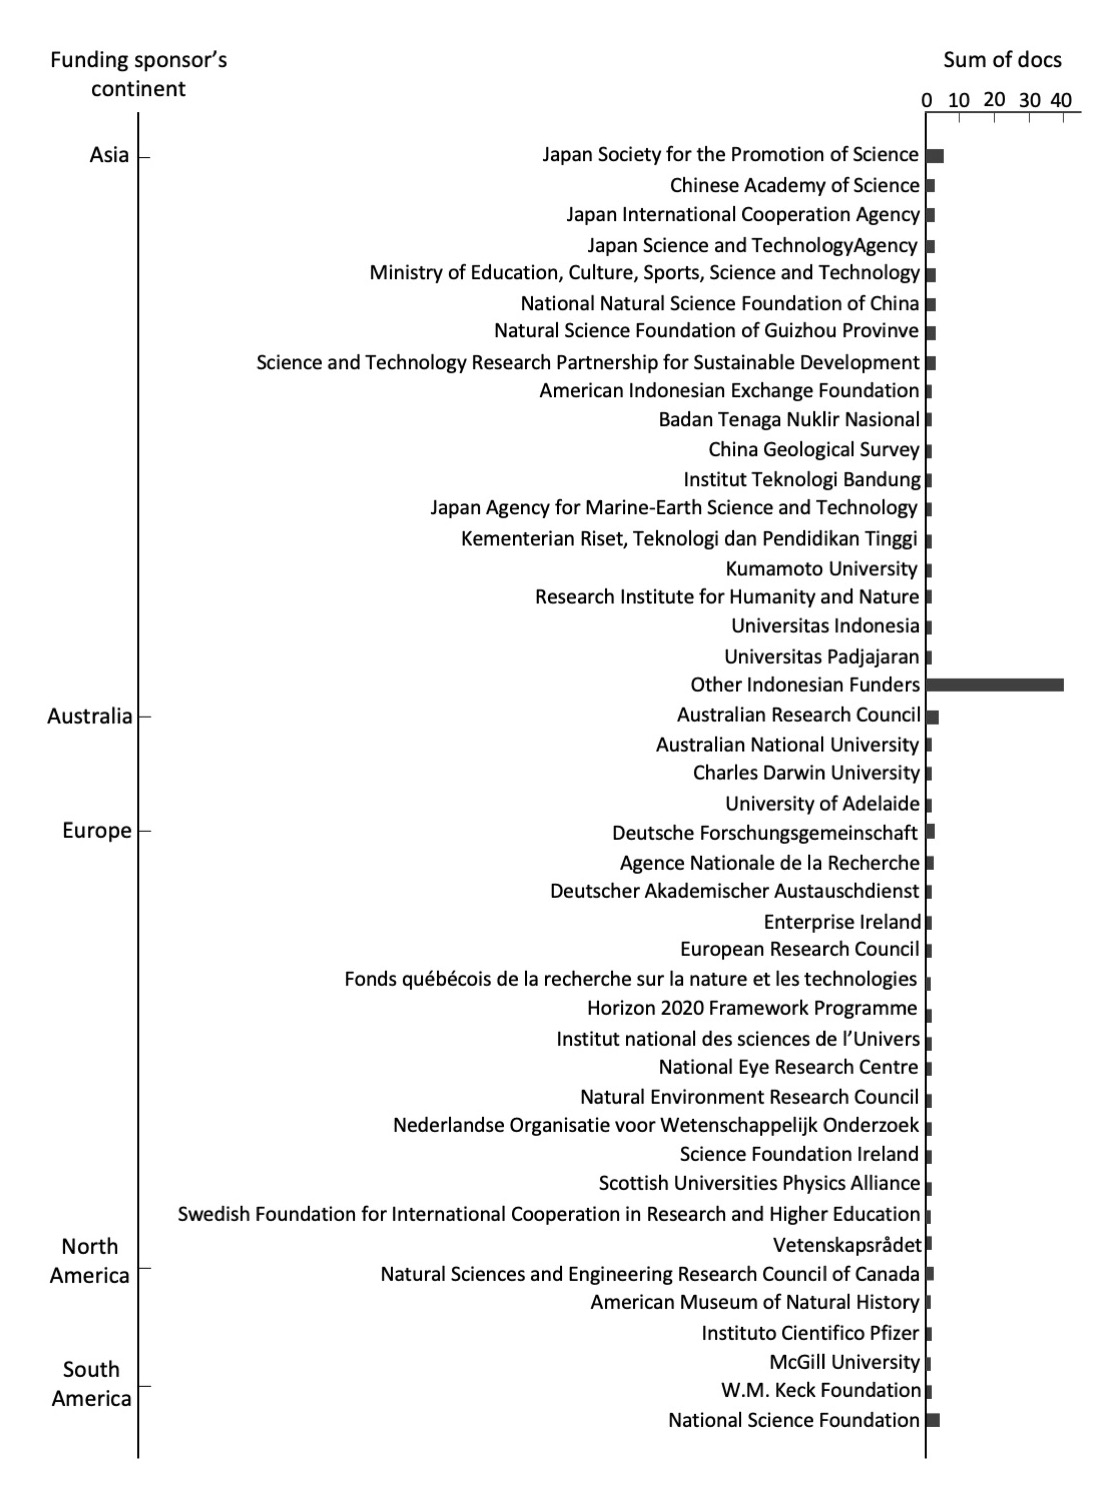 Funding sponsor’s
continent
Sum of docs
0 10 20 30 40
Asia
Japan Society for the Promotion of Science
Chinese Academy of Science
Japan International Cooperation Agency
Japan Science and TechnologyAgency
Ministry of Education, Culture, Sports, Science and Technology
National Natural Science Foundation of China
Natural Science Foundation of Guizhou Provinve
Science and Technology Research Partnership for Sustainable Development
American Indonesian Exchange Foundation
Badan Tenaga Nuklir Nasional
China Geological Survey
Institut Teknologi Bandung
Japan Agency for Marine-Earth Science and Technology
Kementerian Riset, Teknologi dan Pendidikan Tinggi
Kumamoto University
Research Institute for Humanity and Nature
Universitas Indonesia
Universitas Padjajaran
Other Indonesian Funders
Australia
Australian Research Council
Australian National University
Charles Darwin University
University of Adelaide
Europe
Deutsche Forschungsgemeinschaft
Agence Nationale de la Recherche
Deutscher Akademischer Austauschdienst
Enterprise Ireland
European Research Council
Fonds québécois de la recherche sur la nature et les technologies
Horizon 2020 Framework Programme
Institut national des sciences de l’Univers
National Eye Research Centre
Natural Environment Research Council
Nederlandse Organisatie voor Wetenschappelijk Onderzoek
Science Foundation Ireland
Scottish Universities Physics Alliance
Swedish Foundation for International Cooperation in Research and Higher Education
Vetenskapsrådet
North
America
Natural Sciences and Engineering Research Council of Canada
American Museum of Natural History
Instituto Cientifico Pfizer
McGill University
South
America
W.M. Keck Foundation
National Science Foundation